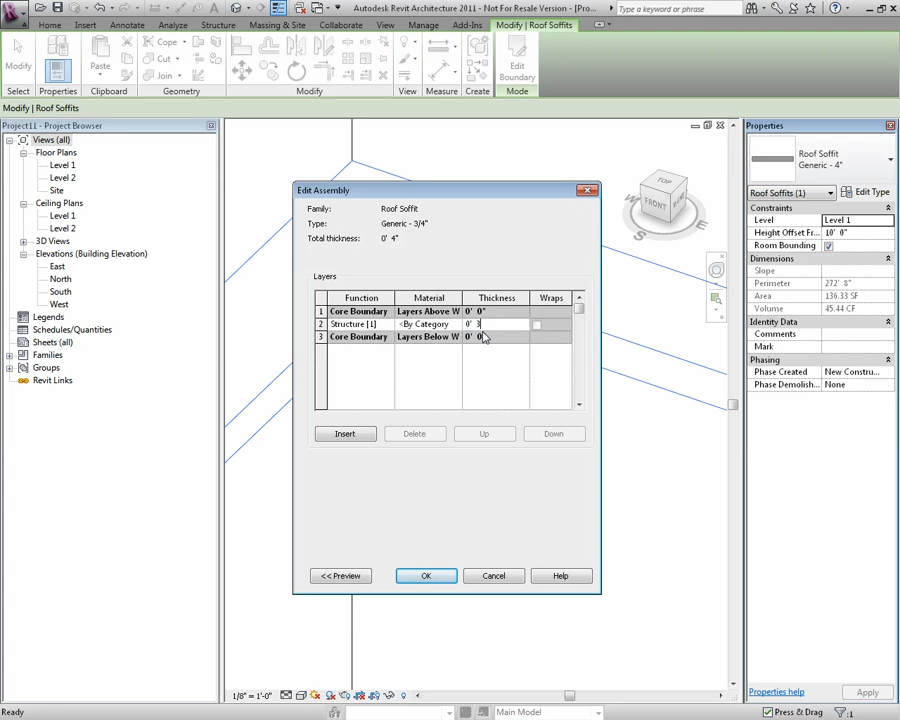 Autodesk Revit Architecture 2011 - Not For Resale Version - [Pro...
Type a keyword or phrase
Home Insert Annotate Analyze Structure Massing & Site Collaborate View Manage Add-Ins Modify | Roof Soffits
Modify
Properties
Paste
Cope
Cut
Join
Edit
Boundary
Select Properties Clipboard Geometry Modify View Measure Create Mode
Modify | Roof Soffits
Project11 - Project Browser
Views (all)
Floor Plans
Level 1
Level 2
Site
Ceiling Plans
Level 1
Level 2
3D Views
Elevations (Building Elevation)
East
North
South
West
Legends
Schedules/Quantities
Sheets (all)
Families
Groups
Revit Links
Edit Assembly
Family: Roof Soffit
Type: Generic - 3/4"
Total thickness: 0' 4"
Layers
Function Material Thickness Wraps
1 Core Boundary Layers Above W 0' 0"
2 Structure [1] <By Category 0' 3
3 Core Boundary Layers Below W 0' 0
Insert Delete Up Down
<< Preview OK Cancel Help
TOP
FRONT
W
S
E
Properties
Roof Soffit
Generic - 4"
Roof Soffits (1) Edit Type
Constraints
Level Level 1
Height Offset Fr... 10' 0"
Room Bounding
Dimensions
Slope
Perimeter 272' 8"
Area 136.33 SF
Volume 45.44 CF
Identity Data
Comments
Mark
Phasing
Phase Created New Constru...
Phase Demolish... None
Properties help Apply
1/8" = 1'-0"
Ready
Main Model
Press & Drag
:1